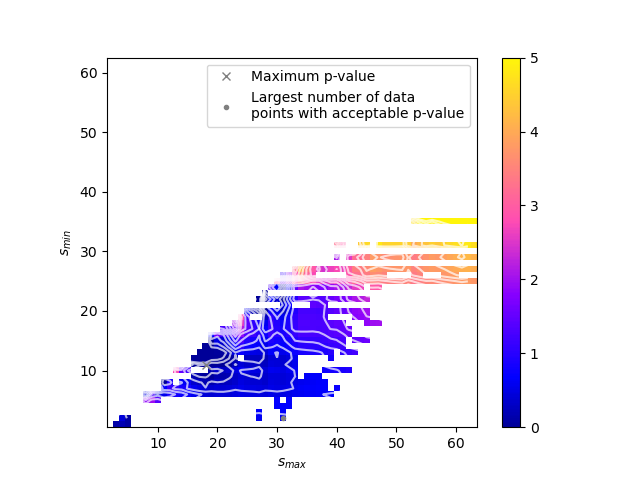 Maximum p-value
Largest number of data
points with acceptable p-value
60
50
40
30
20
10
s_min
10 20 30 40 50 60
s_max
5
4
3
2
1
0